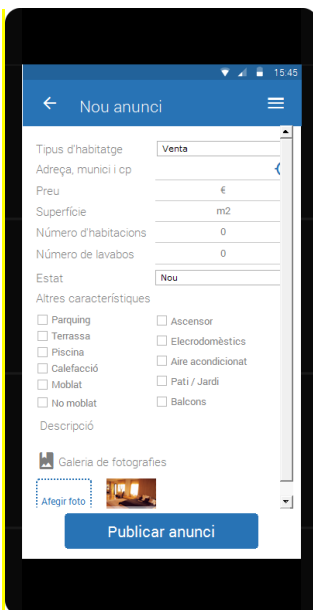 15:45
Nou anunci
Tipus d'habitatge Venta
Adreça, munici i cp
Preu €
Superfície m2
Número d'habitacions 0
Número de lavabos 0
Estat Nou
Altres característiques
Parquing Ascensor
Terrassa Elecrodomèstics
Piscina Aire acondicionat
Calefacció Pati / Jardi
Moblat Balcons
No moblat
Descripció
Galeria de fotografies
Afegir foto
Publicar anunci